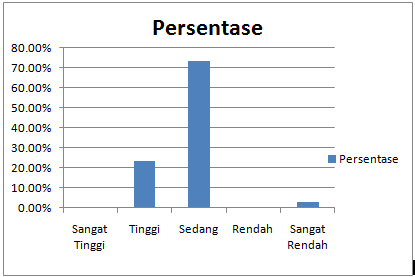 Persentase
80.00%
70.00%
60.00%
50.00%
40.00%
30.00%
20.00%
10.00%
0.00%
Sangat Tinggi
Tinggi
Sedang
Rendah
Sangat Rendah
Persentase